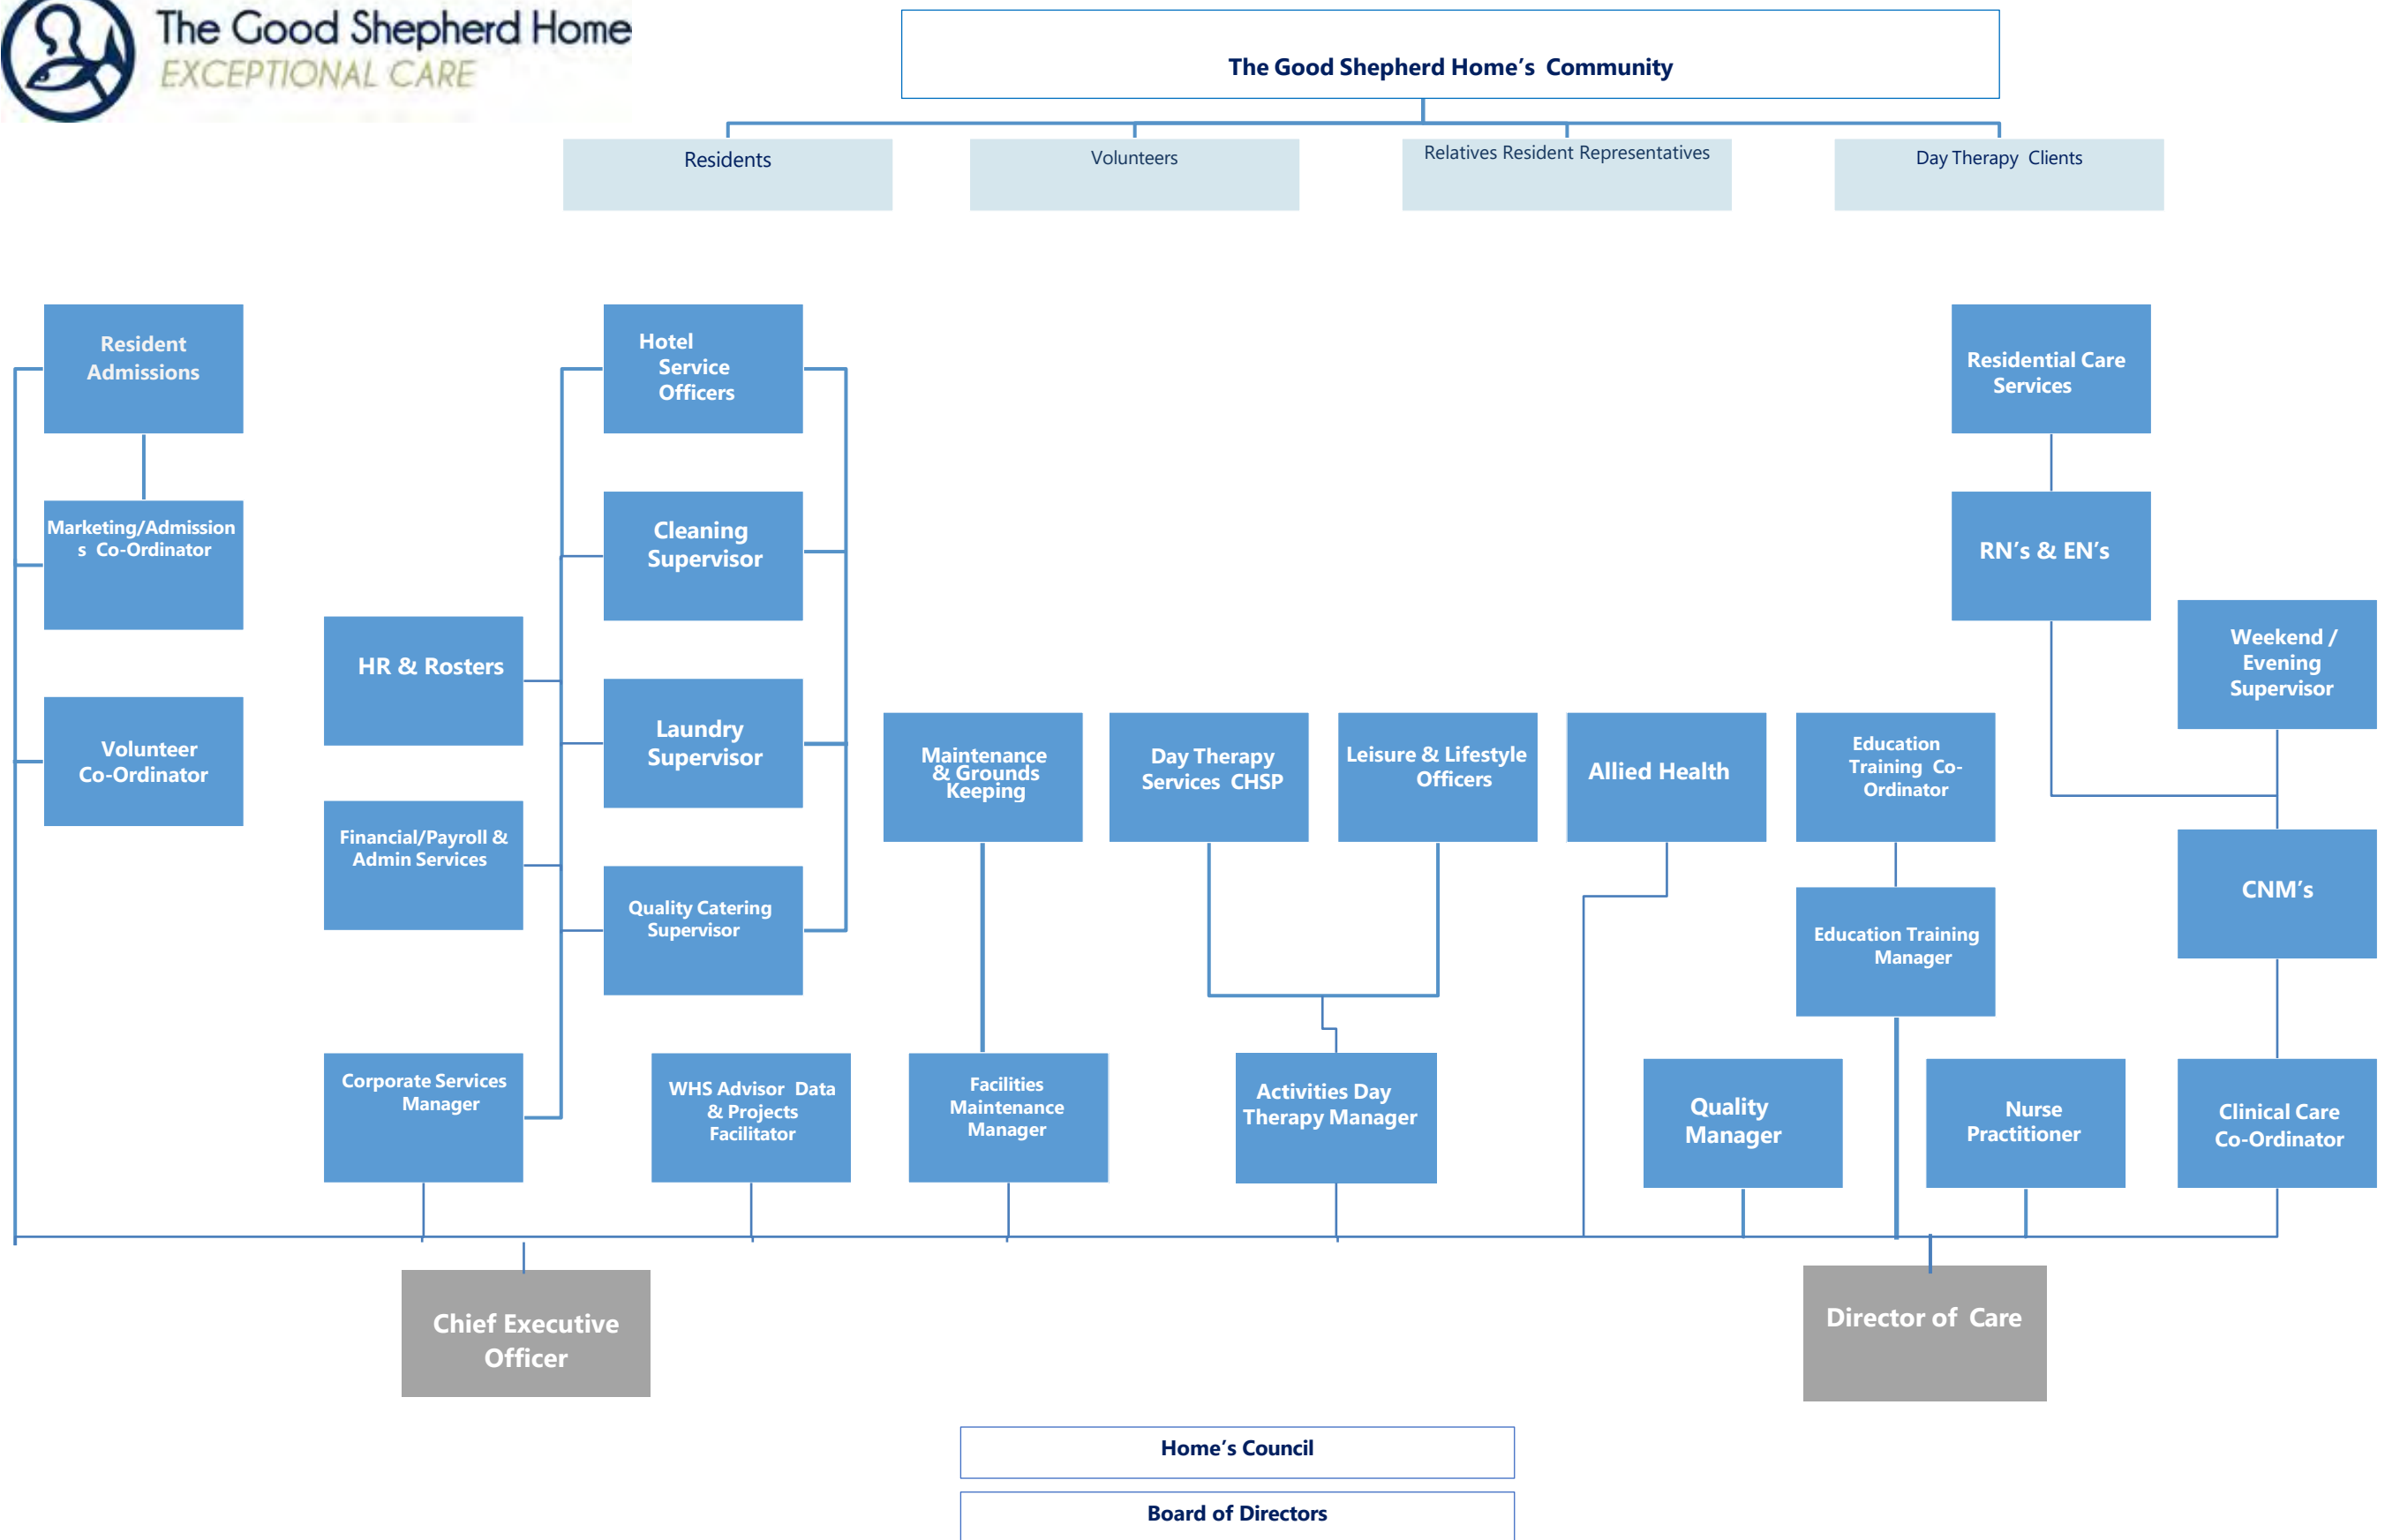 The Good Shepherd Home
EXCEPTIONAL CARE
The Good Shepherd Home’s Community
Residents
Volunteers
Relatives Resident Representatives
Day Therapy Clients
Resident
Admissions
Hotel
Service
Officers
Residential Care
Services
Marketing/Admission
s Co-Ordinator
Cleaning
Supervisor
RN’s & EN’s
HR & Rosters
Weekend /
Evening
Supervisor
Volunteer
Co-Ordinator
Laundry
Supervisor
Maintenance
& Grounds
Keeping
Day Therapy
Services CHSP
Leisure & Lifestyle
Officers
Allied Health
Education
Training Co-
Ordinator
Financial/Payroll &
Admin Services
Quality Catering
Supervisor
CNM’s
Education Training
Manager
Corporate Services
Manager
WHS Advisor Data
& Projects
Facilitator
Facilities
Maintenance
Manager
Activities Day
Therapy Manager
Quality
Manager
Nurse
Practitioner
Clinical Care
Co-Ordinator
Chief Executive
Officer
Director of Care
Home’s Council
Board of Directors